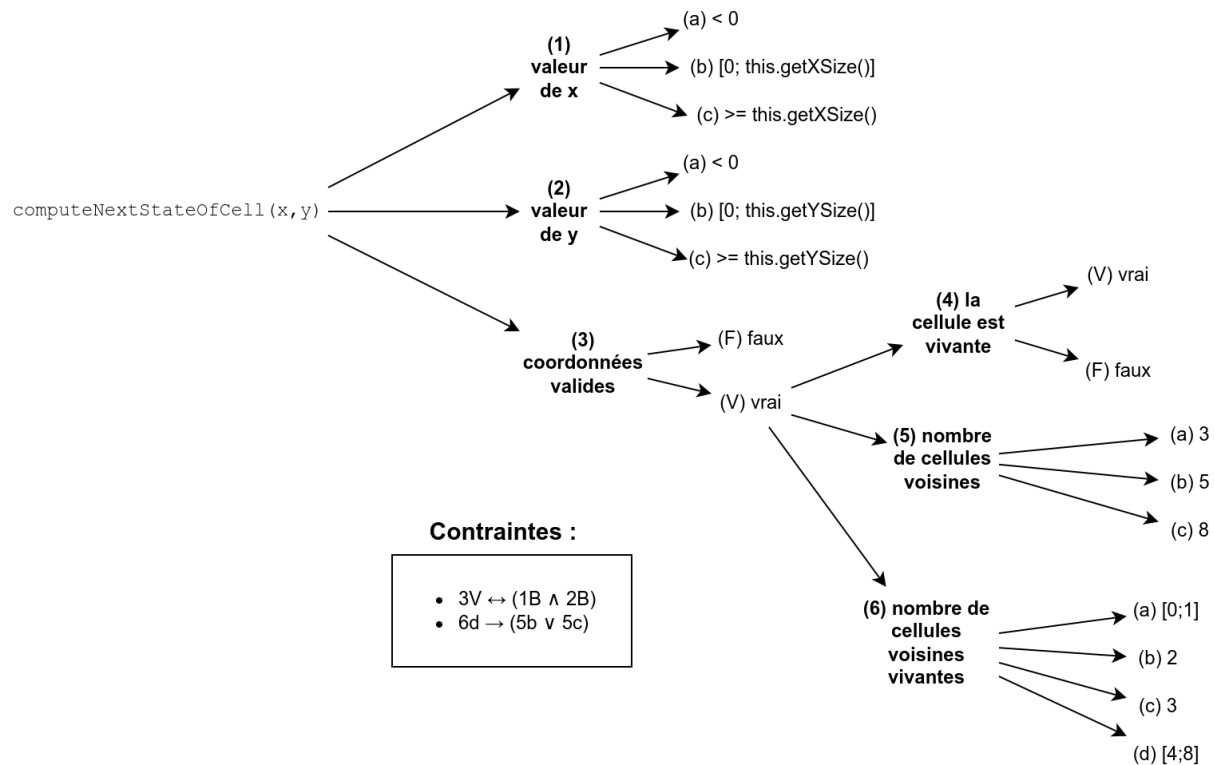 computeNextStateOfCell(x,y)
(1)
valeur
de x
(a) < 0
(b) [0; this.getXSize()]
(c) >= this.getXSize()
(2)
valeur
de y
(a) < 0
(b) [0; this.getYSize()]
(c) >= this.getYSize()
(3)
coordonnées
valides
(F) faux
(V) vrai
(4) la
cellule est
vivante
(V) vrai
(F) faux
(5) nombre
de cellules
voisines
(a) 3
(b) 5
(c) 8
(6) nombre de
cellules
voisines
vivantes
(a) [0;1]
(b) 2
(c) 3
(d) [4;8]
Contraintes :
• 3V ↔ (1B ∧ 2B)
• 6d → (5b ∨ 5c)